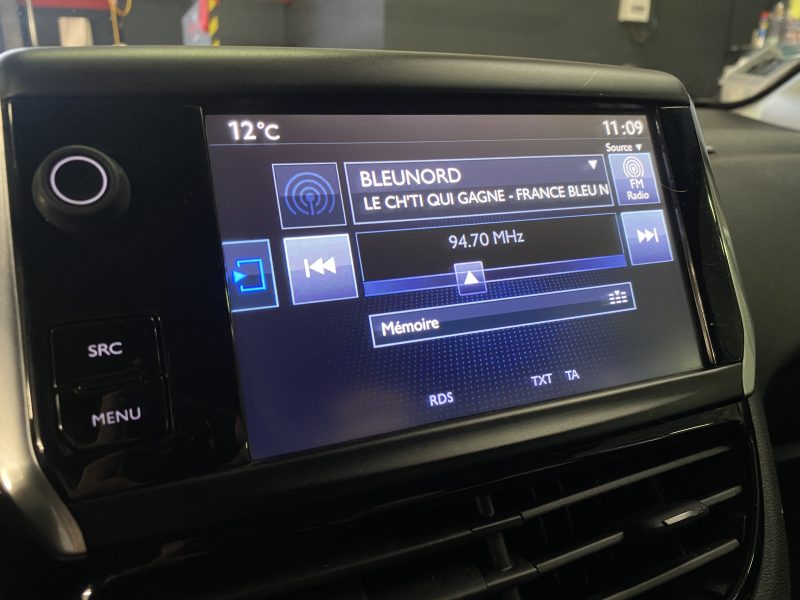 12°C
11:09
Source ▼
BLEUNORD
LE CH'TI QUI GAGNE - FRANCE BLEU N
FM
Radio
94.70 MHz
Mémoire
SRC
MENU
RDS
TXT
TA